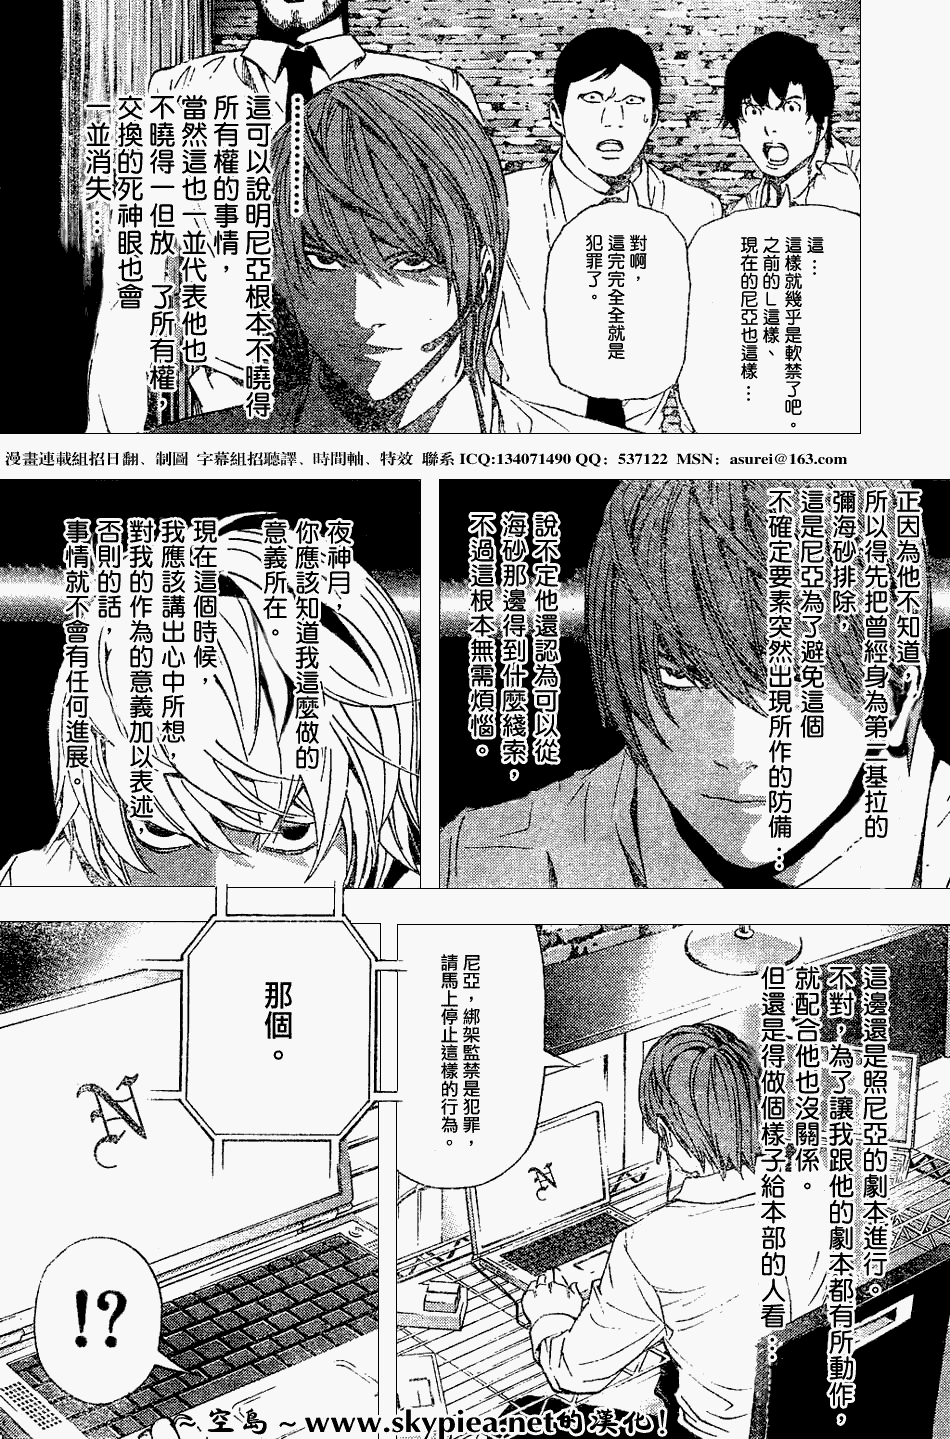 這…
這樣就幾乎是軟禁了吧。
之前的L這樣、
現在的尼亞也這樣…
對啊，
這完完全全就是
犯罪了。
…………
這可以說明尼亞根本不曉得
所有權的事情，
當然這也一並代表他也
不曉得一但放 了所有權，
交換的死神眼也會
一並消失…
漫畫連載組招日翻、制圖 字幕組招聽譯、時間軸、特效 聯系ICQ:134071490 QQ: 537122 MSN: asurei@163.com
正因為他不知道，
所以得先把曾經身為第二基拉的
彌海砂排除，
這是尼亞為了避免這個
不確定要素突然出現所作的防備…
說不定他還認為可以從
海砂那邊得到什麼綫索，
不過這根本無需煩惱。
夜神月，
你應該知道我這麼做的
意義所在。
現在這個時候，
我應該講出心中所想，
對我的作為的意義加以表述，
否則的話，
事情就不會有任何進展。
這邊還是照尼亞的劇本進行。
不對，為了讓我跟他的劇本都有所動作，
就配合他也沒關係。
但還是得做個樣子給本部的人看…
尼亞，綁架監禁是犯罪，
請馬上停止這樣的行為。
N
那個。
N
!?
~空島~www.skypiea.net的漢化!